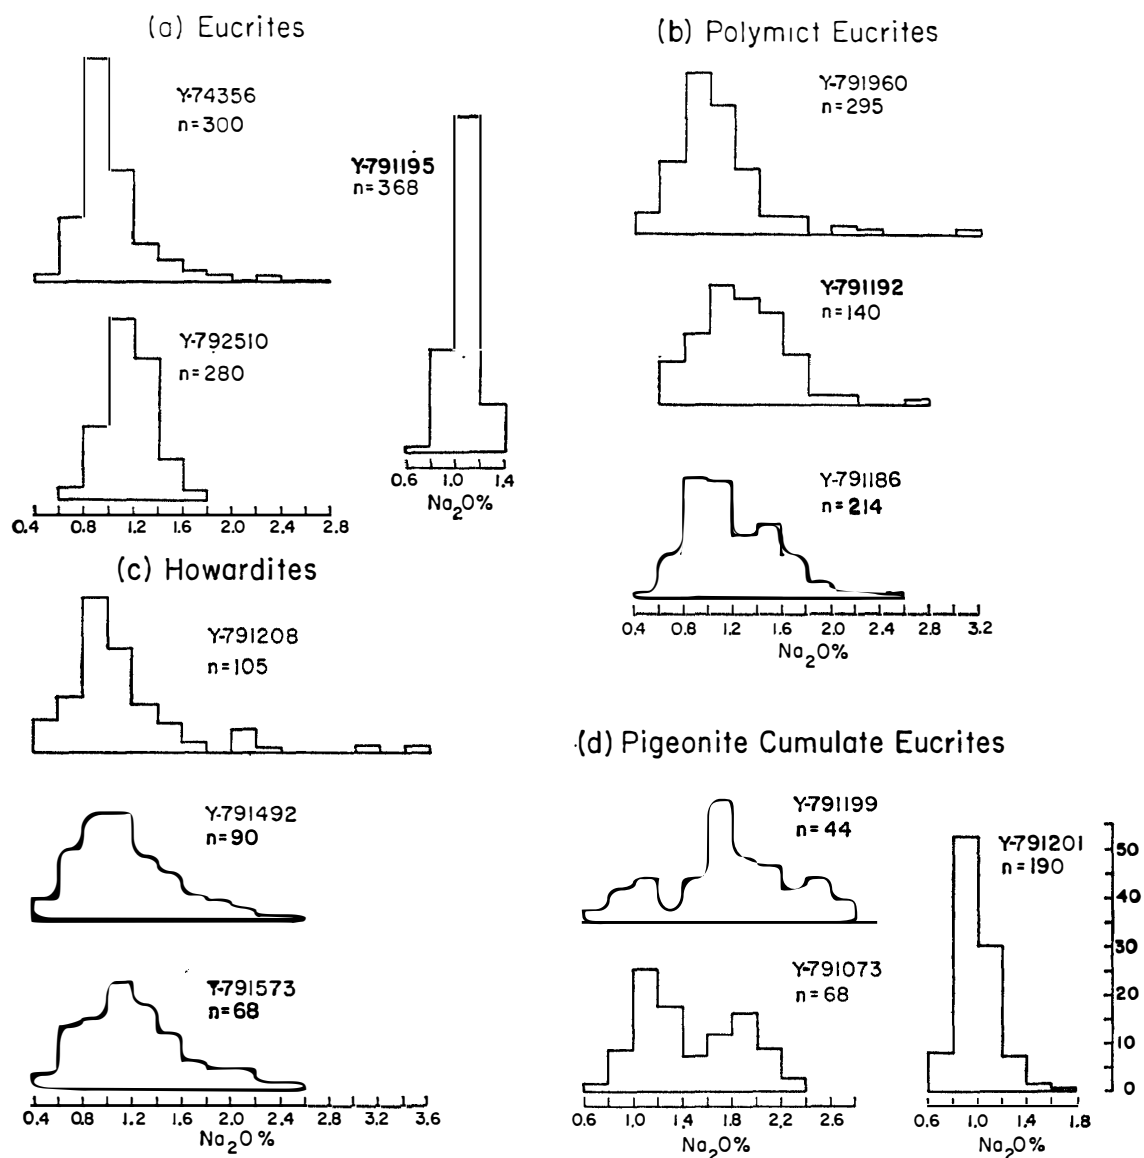 (a) Eucrites
Y-74356
n=300
Y-791195
n=368
Y-792510
n=280
0.6 1.0 1.4
Na2O%
0.4 0.8 1.2 1.6 2.0 2.4 2.8
(b) Polymict Eucrites
Y-791960
n=295
Y-791192
n=140
Y-791186
n=214
0.4 0.8 1.2 1.6 2.0 2.4 2.8 3.2
Na2O%
(c) Howardites
Y-791208
n=105
Y-791492
n=90
Y-791573
n=68
0.4 0.8 1.2 1.6 2.0 2.4 2.8 3.2 3.6
Na2O%
(d) Pigeonite Cumulate Eucrites
Y-791199
n=44
Y-791073
n=68
0.6 1.0 1.4 1.8 2.2 2.8
Na2O%
Y-791201
n=190
50
40
30
20
10
0
0.6 1.0 1.4 1.8
Na2O%